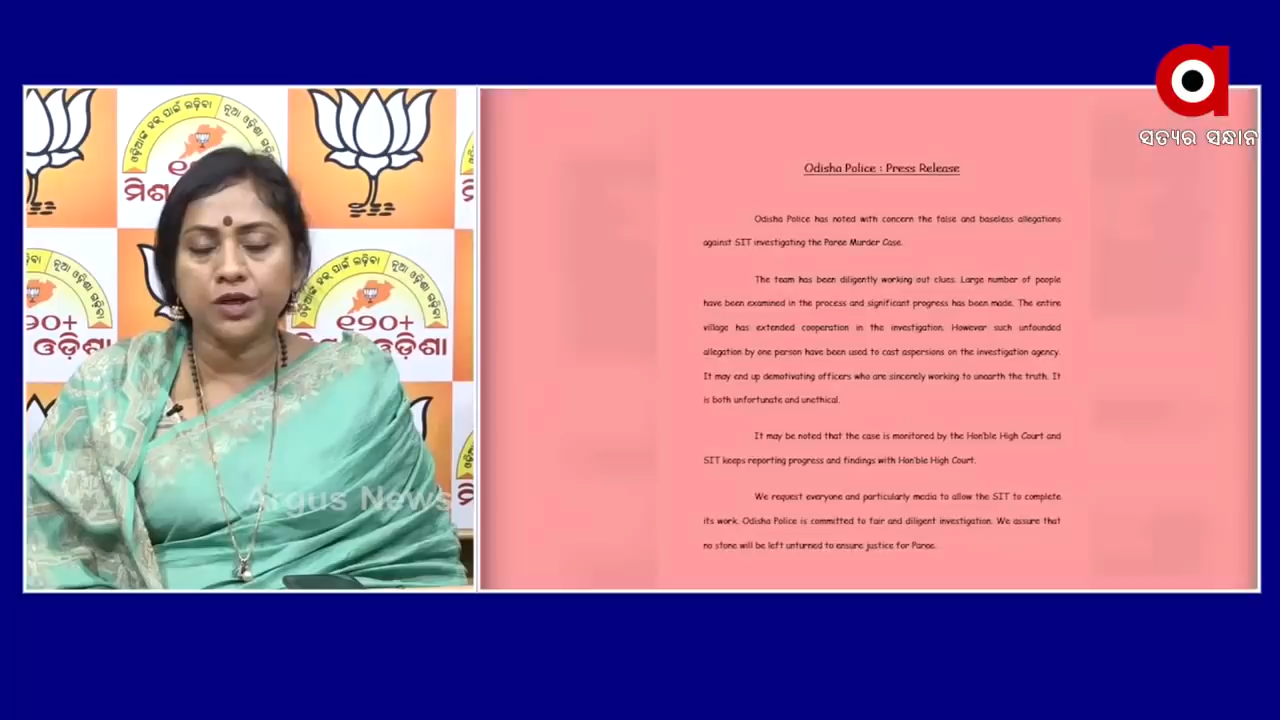 ସତ୍ୟର ସନ୍ଧାନ
ଓଡ଼ିଆଙ୍କ ହକ୍ ପାଇଁ ଲଢ଼ିବା
ନୂଆ ଓଡ଼ିଶା ଗଢ଼ିବା
୧୨୦+
ଓଡ଼ିଶା
Argus News
Odisha Police : Press Release
Odisha Police has noted with concern the false and baseless allegations
against SIT investigating the Paree Murder Case.
The team has been diligently working out clues. Large number of people
have been examined in the process and significant progress has been made. The entire
village has extended cooperation in the investigation. However such unfounded
allegation by one person have been used to cast aspersions on the investigation agency.
It may end up demotivating officers who are sincerely working to unearth the truth. It
is both unfortunate and unethical.
It may be noted that the case is monitored by the Hon'ble High Court and
SIT keeps reporting progress and findings with Hon'ble High Court.
We request everyone and particularly media to allow the SIT to complete
its work. Odisha Police is committed to fair and diligent investigation. We assure that
no stone will be left unturned to ensure justice for Paree.